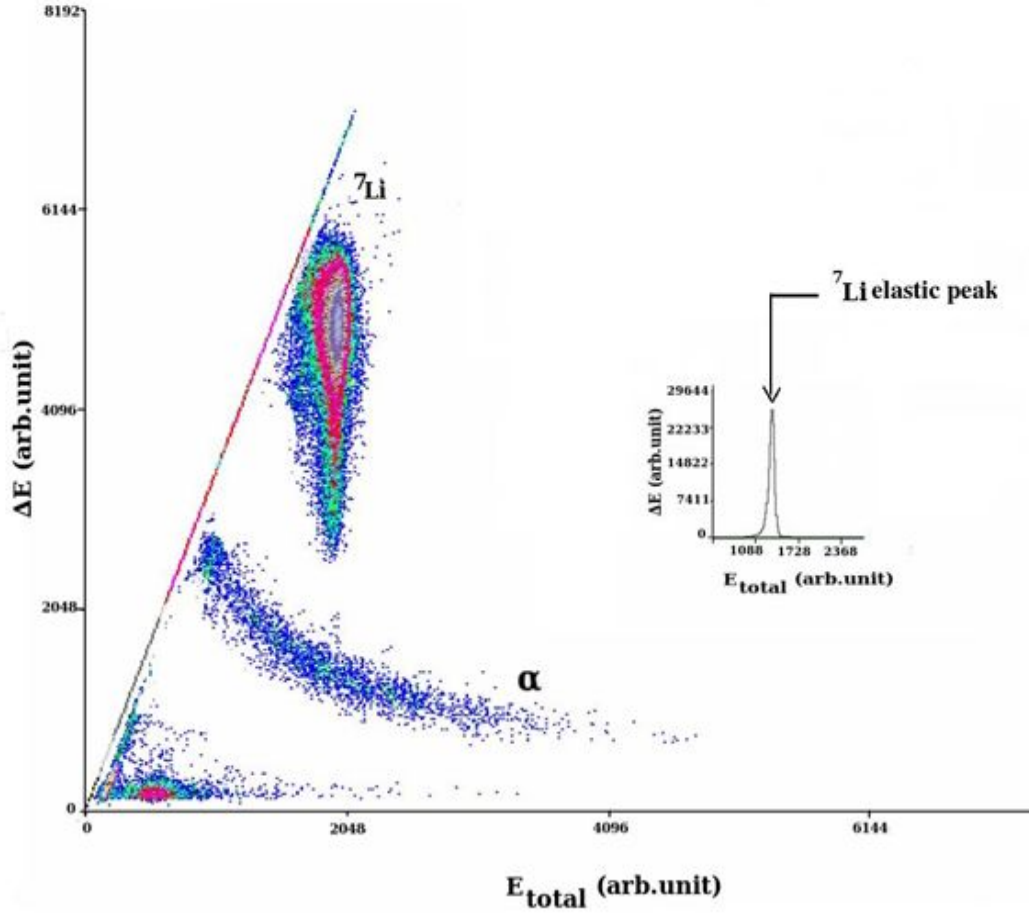 8192
6144
4096
2048
0
0
2048
4096
6144
ΔE (arb.unit)
E_total (arb.unit)
⁷Li
α
⁷Li elastic peak
29644
22233
14822
7411
0
1088 1728 2368
ΔE (arb.unit)
E_total (arb.unit)